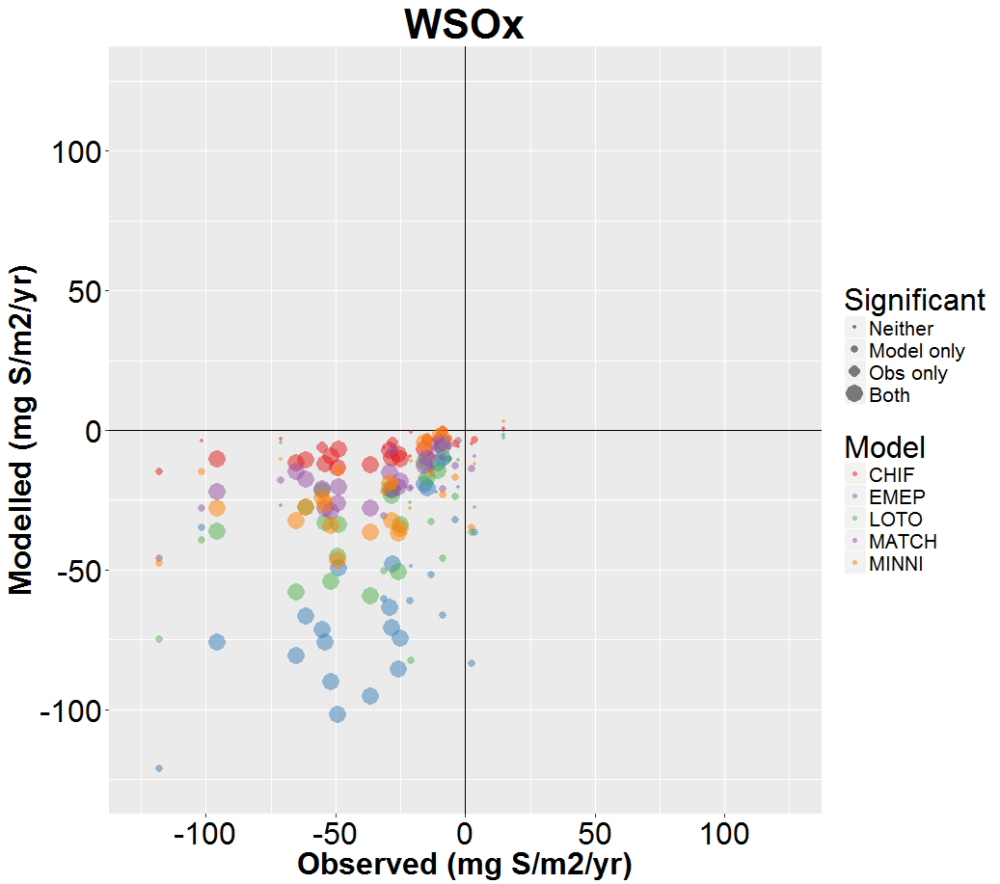 WSOx
Modelled (mg S/m2/yr)
100
50
0
-50
-100
-100
-50
0
50
100
Observed (mg S/m2/yr)
Significant
Neither
Model only
Obs only
Both
Model
CHIF
EMEP
LOTO
MATCH
MINNI